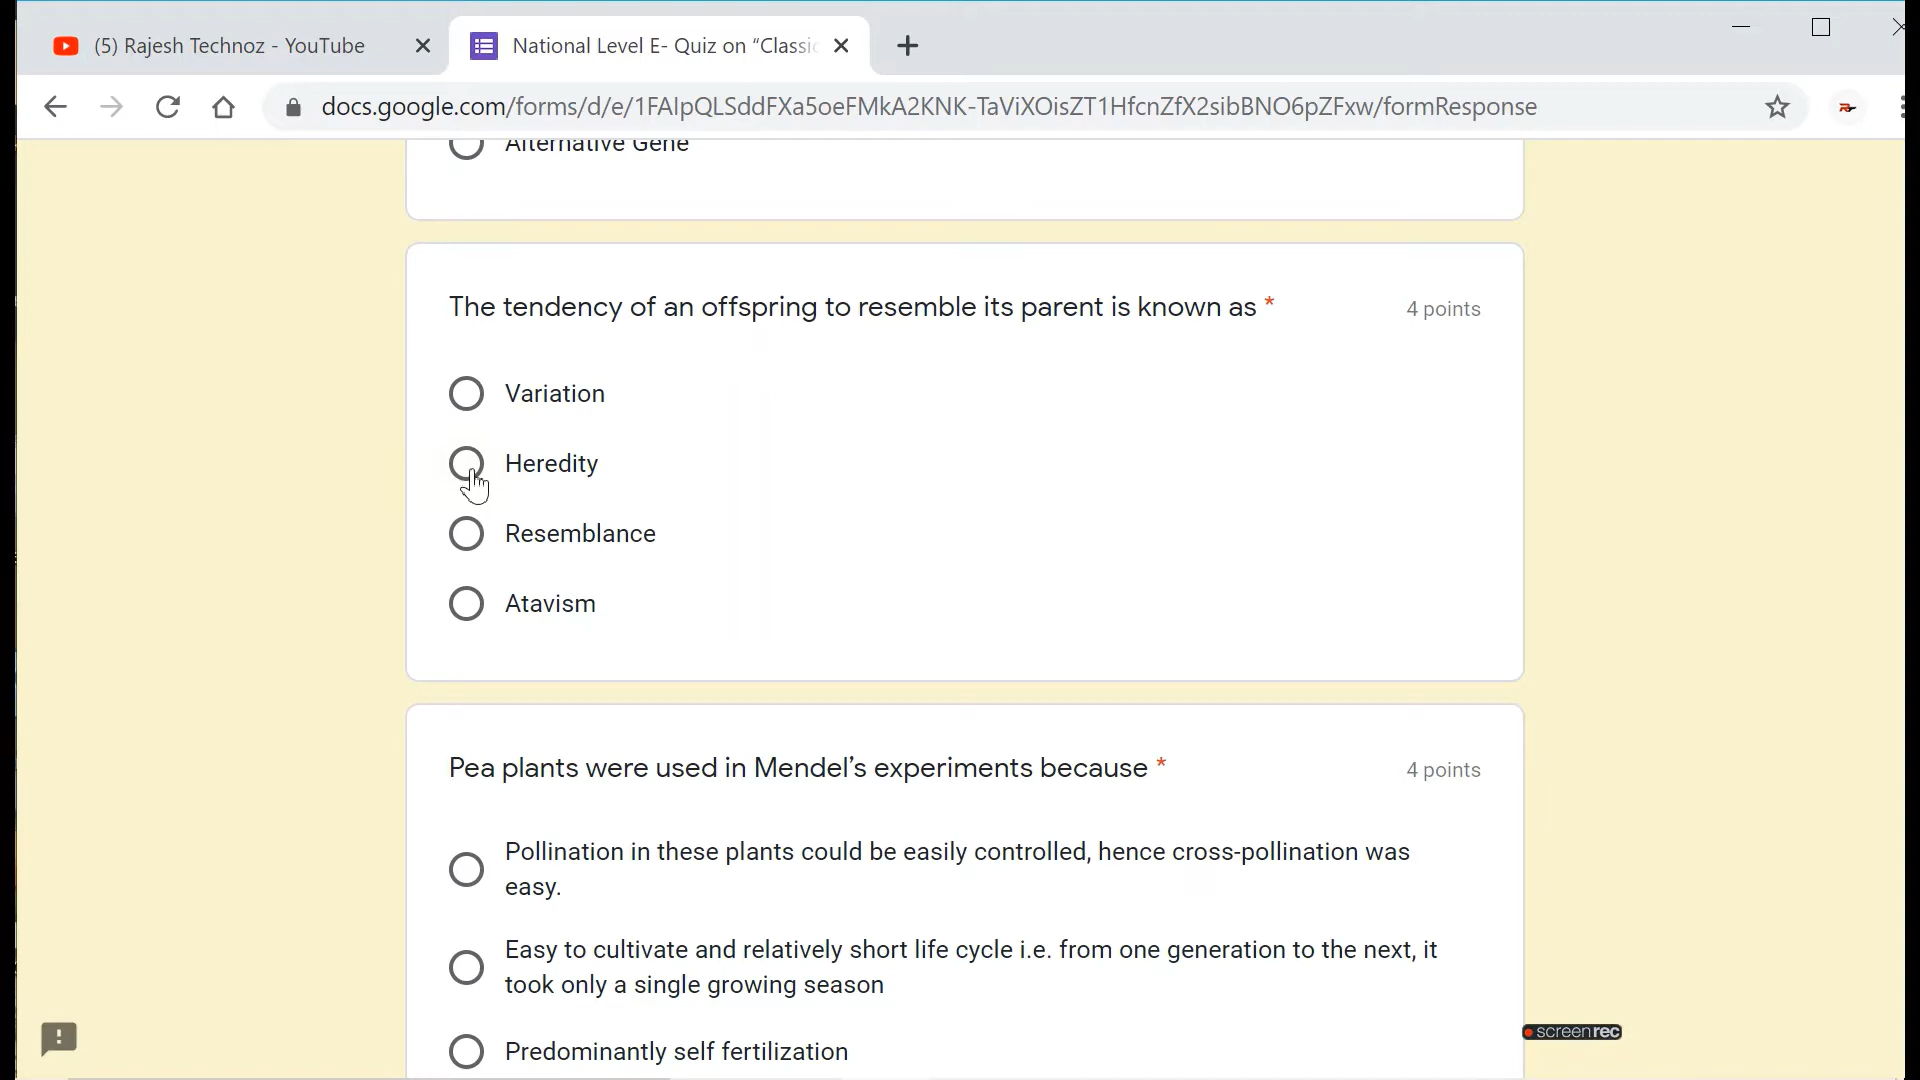 (5) Rajesh Technoz - YouTube
National Level E- Quiz on “Classic
docs.google.com/forms/d/e/1FAIpQLSddFXa5oeFMkA2KNK-TaViXOisZT1HfcnZfX2sibBNO6pZFxw/formResponse
Alternative Gene
The tendency of an offspring to resemble its parent is known as *
4 points
Variation
Heredity
Resemblance
Atavism
Pea plants were used in Mendel’s experiments because *
4 points
Pollination in these plants could be easily controlled, hence cross-pollination was
easy.
Easy to cultivate and relatively short life cycle i.e. from one generation to the next, it
took only a single growing season
Predominantly self fertilization
screenrec